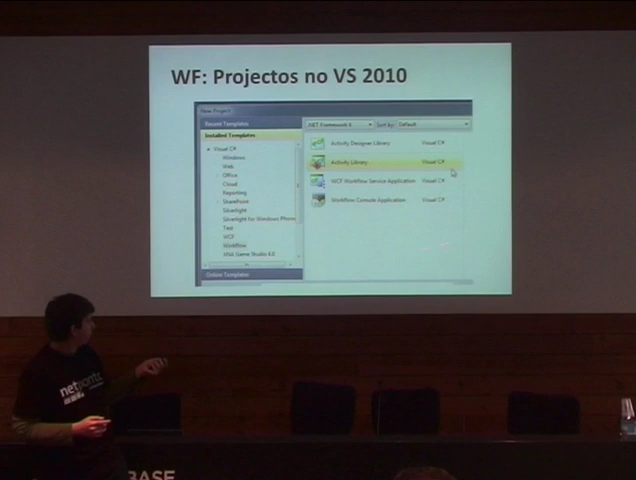 WF: Projectos no VS 2010
New Project
Recent Templates
Installed Templates
Visual C#
Windows
Web
Office
Cloud
Reporting
SharePoint
Silverlight
Silverlight for Windows Phone
Test
WCF
Workflow
XNA Game Studio 4.0
Online Templates
.NET Framework 4
Sort by:
Default
Activity Designer Library Visual C#
Activity Library Visual C#
WCF Workflow Service Application Visual C#
Workflow Console Application Visual C#
netponto
BASE